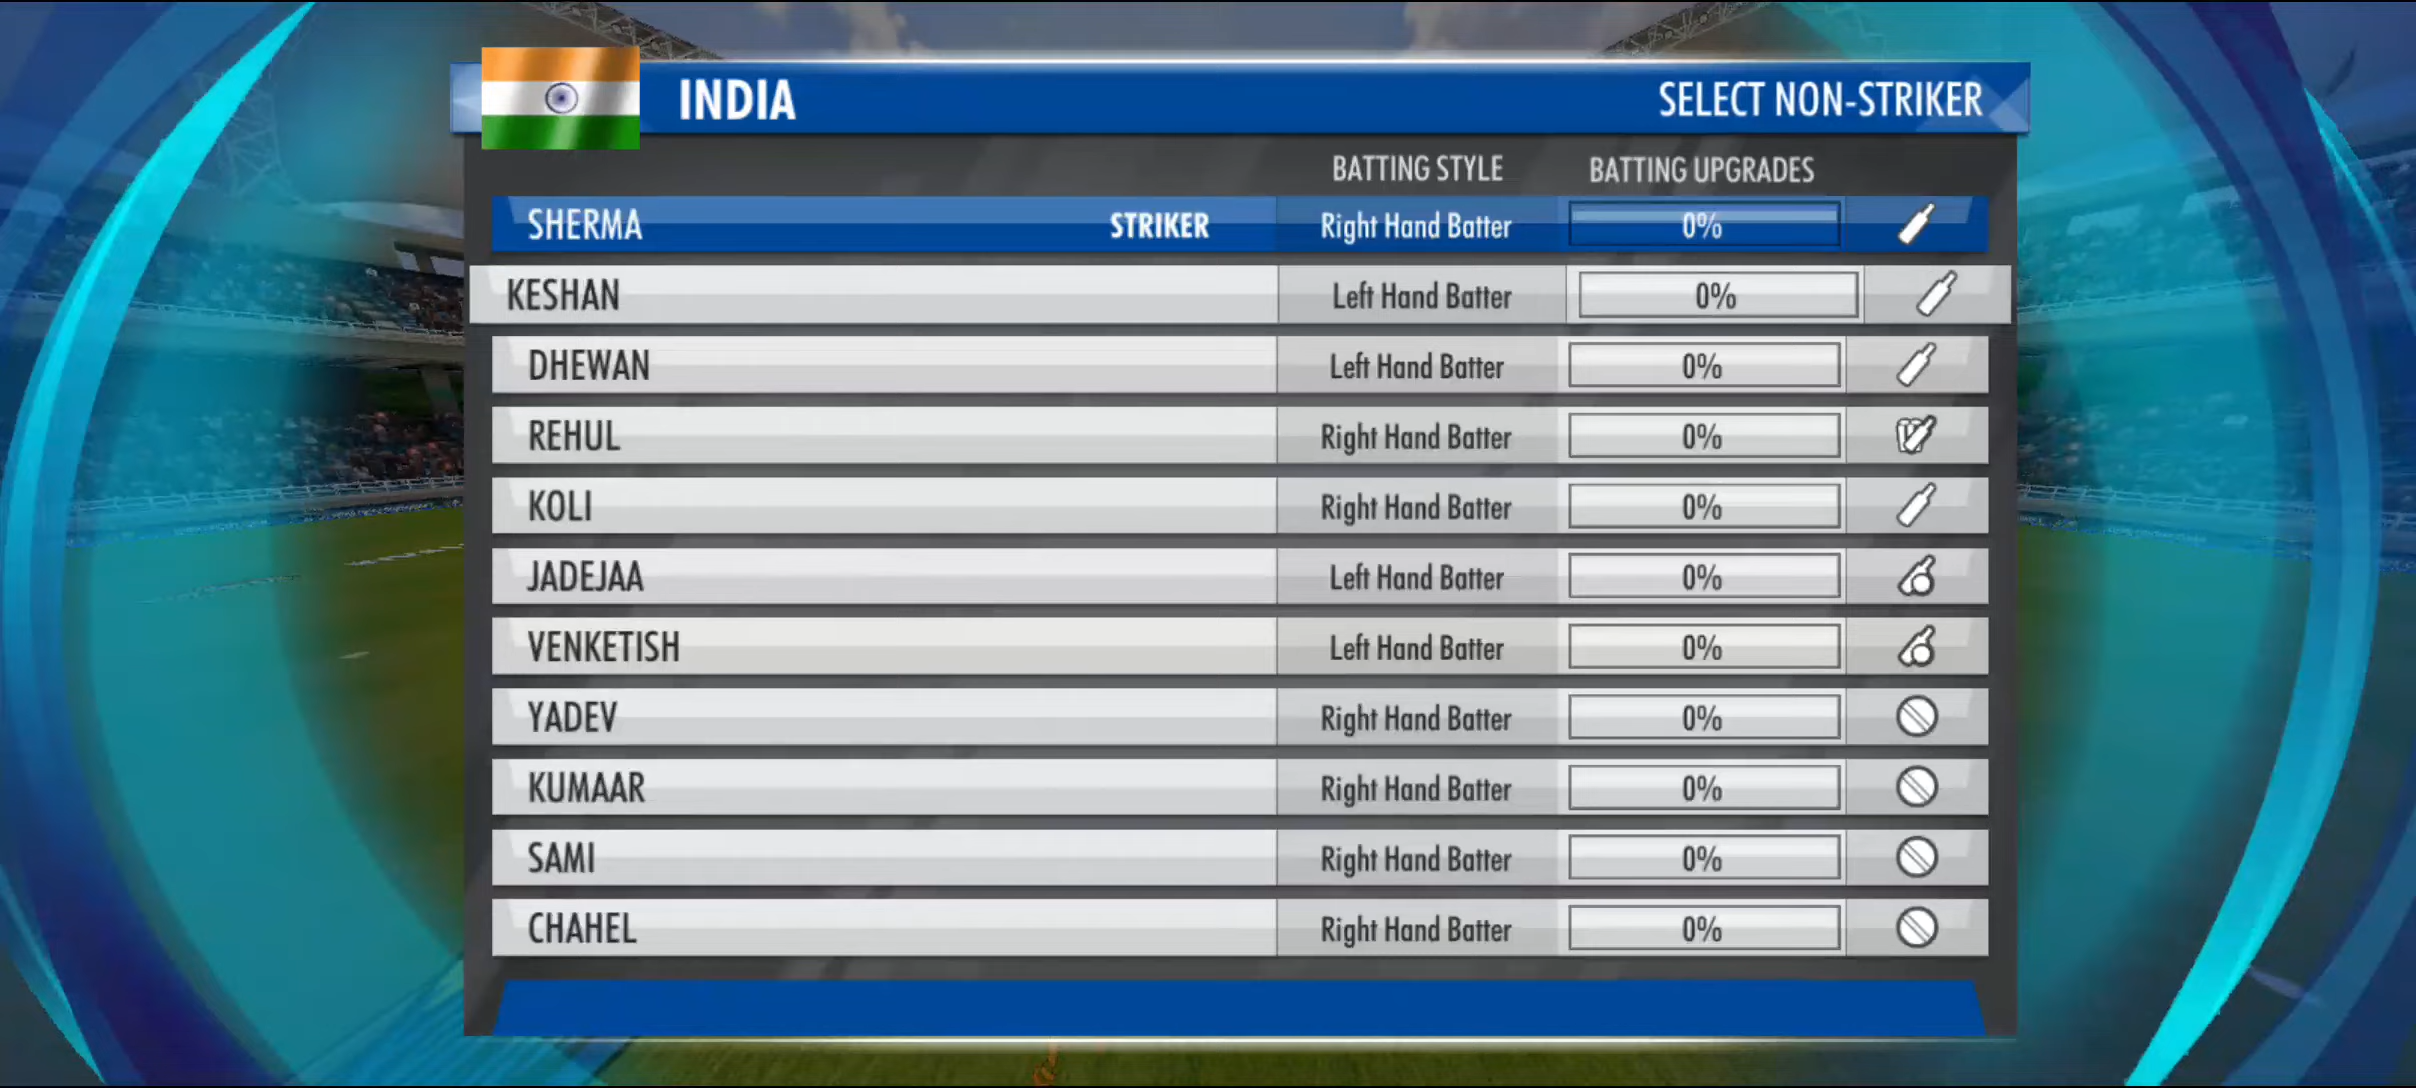 INDIA SELECT NON-STRIKER
BATTING STYLE BATTING UPGRADES
SHERMA STRIKER Right Hand Batter 0%
KESHAN Left Hand Batter 0%
DHEWAN Left Hand Batter 0%
REHUL Right Hand Batter 0%
KOLI Right Hand Batter 0%
JADEJAA Left Hand Batter 0%
VENKETISH Left Hand Batter 0%
YADEV Right Hand Batter 0%
KUMAAR Right Hand Batter 0%
SAMI Right Hand Batter 0%
CHAHEL Right Hand Batter 0%